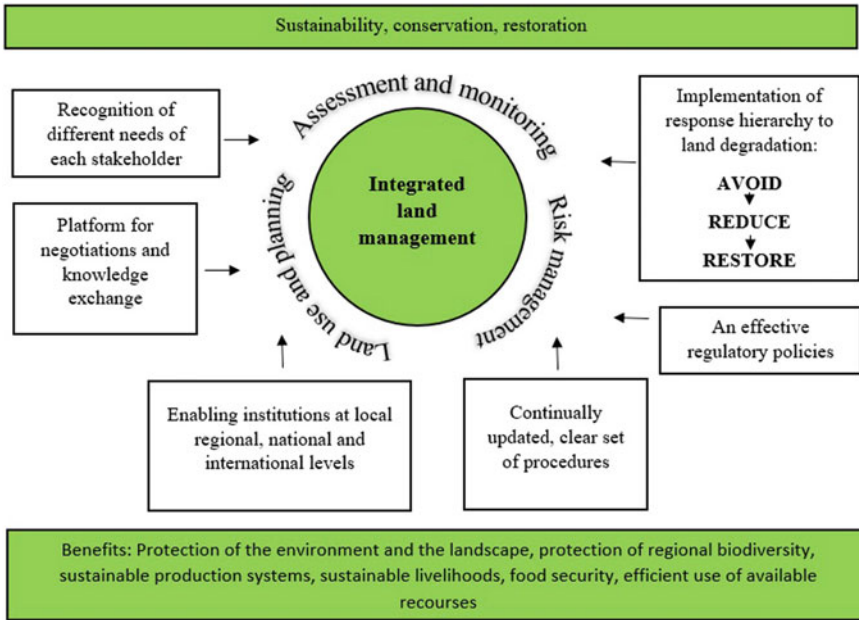 Sustainability, conservation, restoration
Assessment and monitoring
Recognition of
different needs of
each stakeholder
Implementation of
response hierarchy to
land degradation:
AVOID
REDUCE
RESTORE
Integrated
land
management
Platform for
negotiations and
knowledge
exchange
Land use and planning
Risk management
An effective
regulatory policies
Enabling institutions at local
regional, national and
international levels
Continually
updated, clear set
of procedures
Benefits: Protection of the environment and the landscape, protection of regional biodiversity,
sustainable production systems, sustainable livelihoods, food security, efficient use of available
recourses